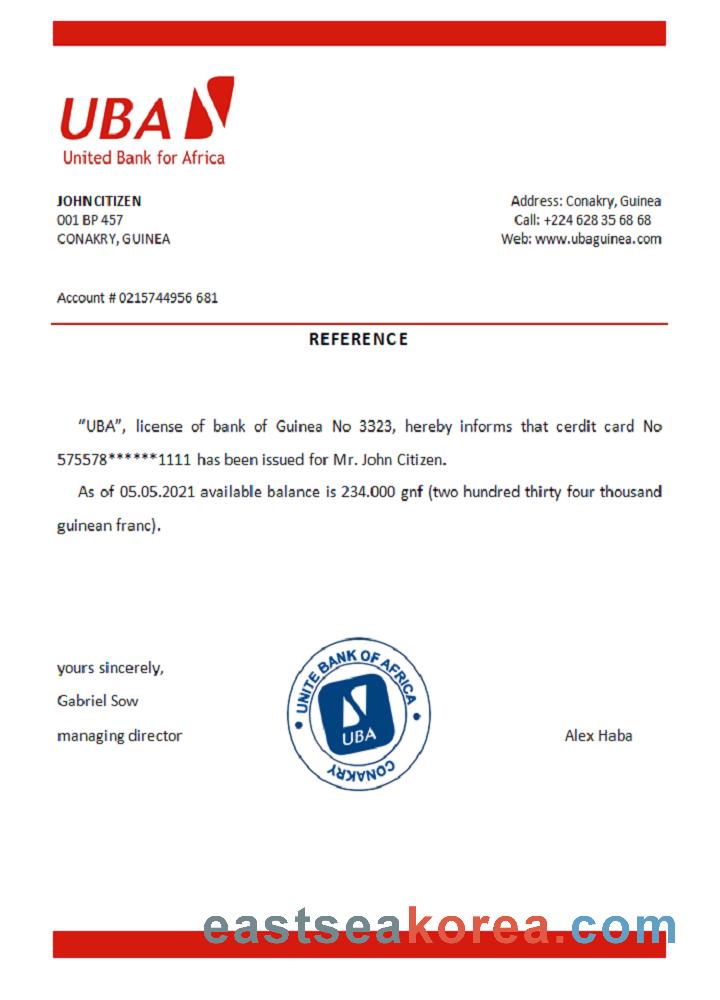 UBA
United Bank for Africa
JOHN CITIZEN
001 BP 457
CONAKRY, GUINEA
Address: Conakry, Guinea
Call: +224 628 35 68 68
Web: www.ubaguinea.com
Account # 0215744956 681
REFERENCE
“UBA”, license of bank of Guinea No 3323, hereby informs that cerdit card No
575578******1111 has been issued for Mr. John Citizen.
As of 05.05.2021 available balance is 234.000 gnf (two hundred thirty four thousand
guinean franc).
yours sincerely,
Gabriel Sow
managing director
UNITE BANK OF AFRICA
UBA
CONAKRY
Alex Haba
eastseakorea.com